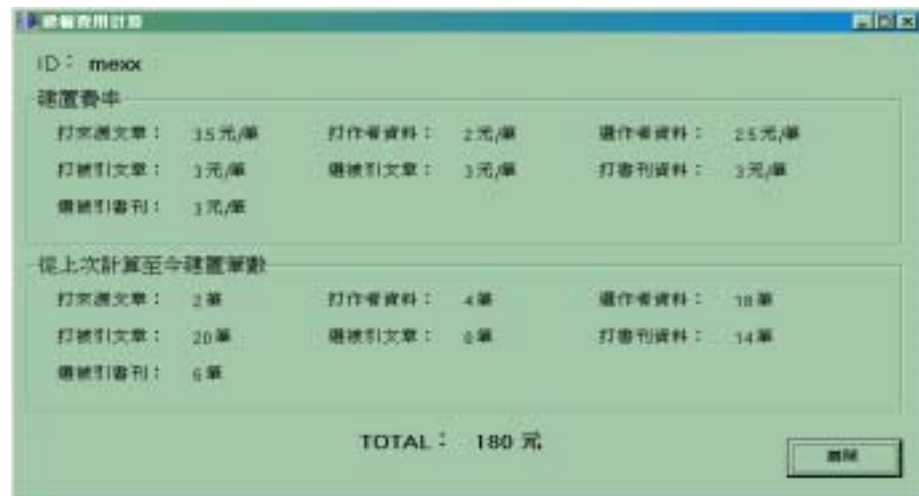 費用計算
ID： mexx
建置費率
打來源文章： 3.5元/筆 打作者資料： 2元/筆 選作者資料： 2.5元/筆
打被引文章： 3元/筆 選被引文章： 3元/筆 打書刊資料： 3元/筆
選被引書刊： 3元/筆
從上次計算至今建置筆數
打來源文章： 2筆 打作者資料： 4筆 選作者資料： 18筆
打被引文章： 20筆 選被引文章： 0筆 打書刊資料： 14筆
選被引書刊： 6筆
TOTAL： 180 元